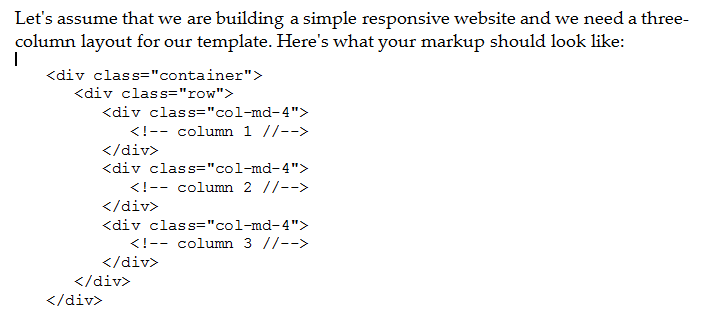 Let's assume that we are building a simple responsive website and we need a three-
column layout for our template. Here's what your markup should look like:
<div class="container">
<div class="row">
<div class="col-md-4">
<!-- column 1 //-->
</div>
<div class="col-md-4">
<!-- column 2 //-->
</div>
<div class="col-md-4">
<!-- column 3 //-->
</div>
</div>
</div>